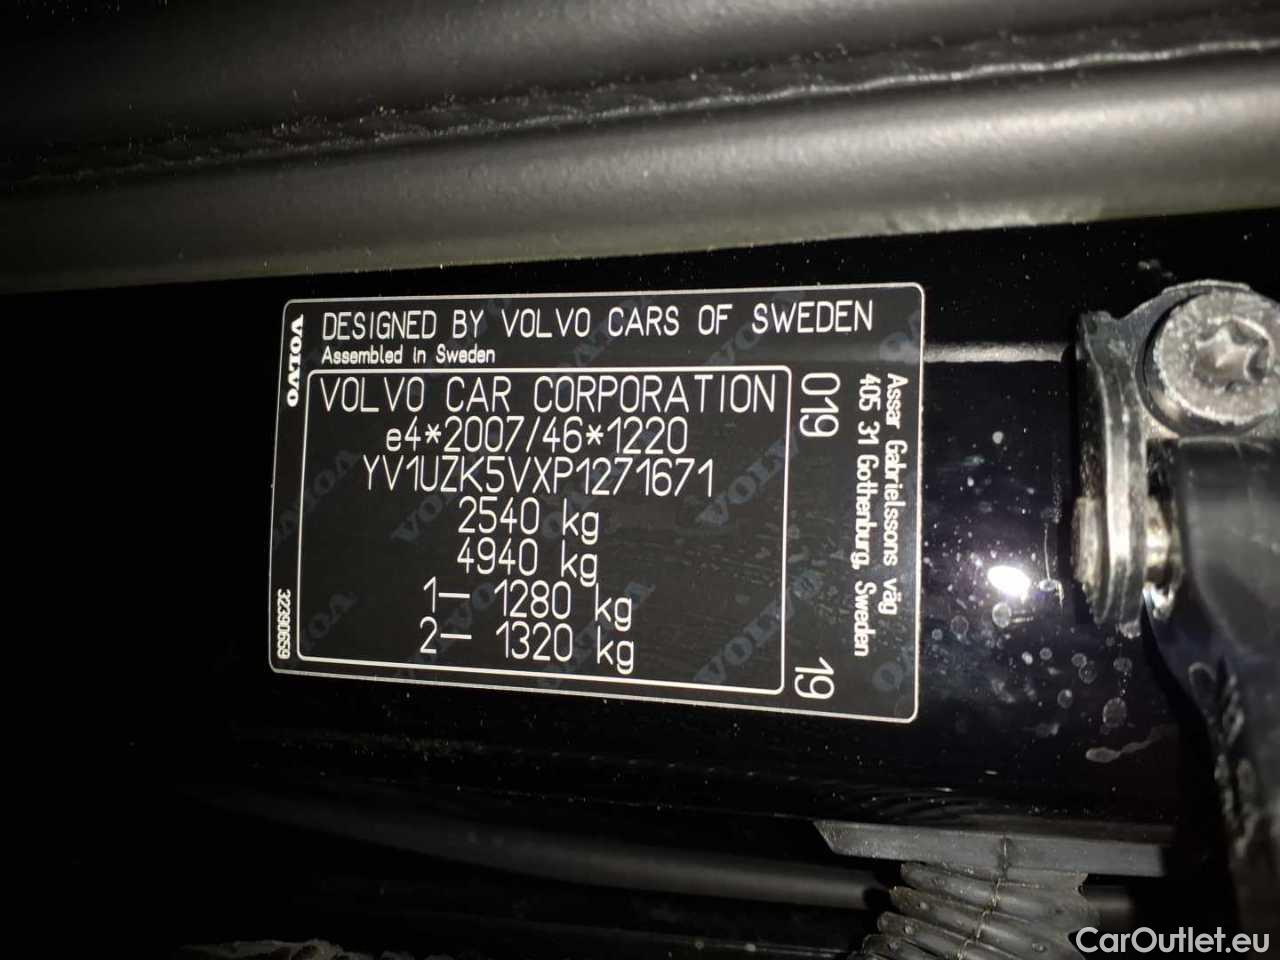 VOLVO
DESIGNED BY VOLVO CARS OF SWEDEN
Assembled in Sweden
VOLVO CAR CORPORATION
e4*2007/46*1220
YV1UZK5VXP1271671
2540 kg
4940 kg
1— 1280 kg
2— 1320 kg
32390659
019
19
Assar Gabrielssons väg
405 31 Gothenburg, Sweden
CarOutlet.eu